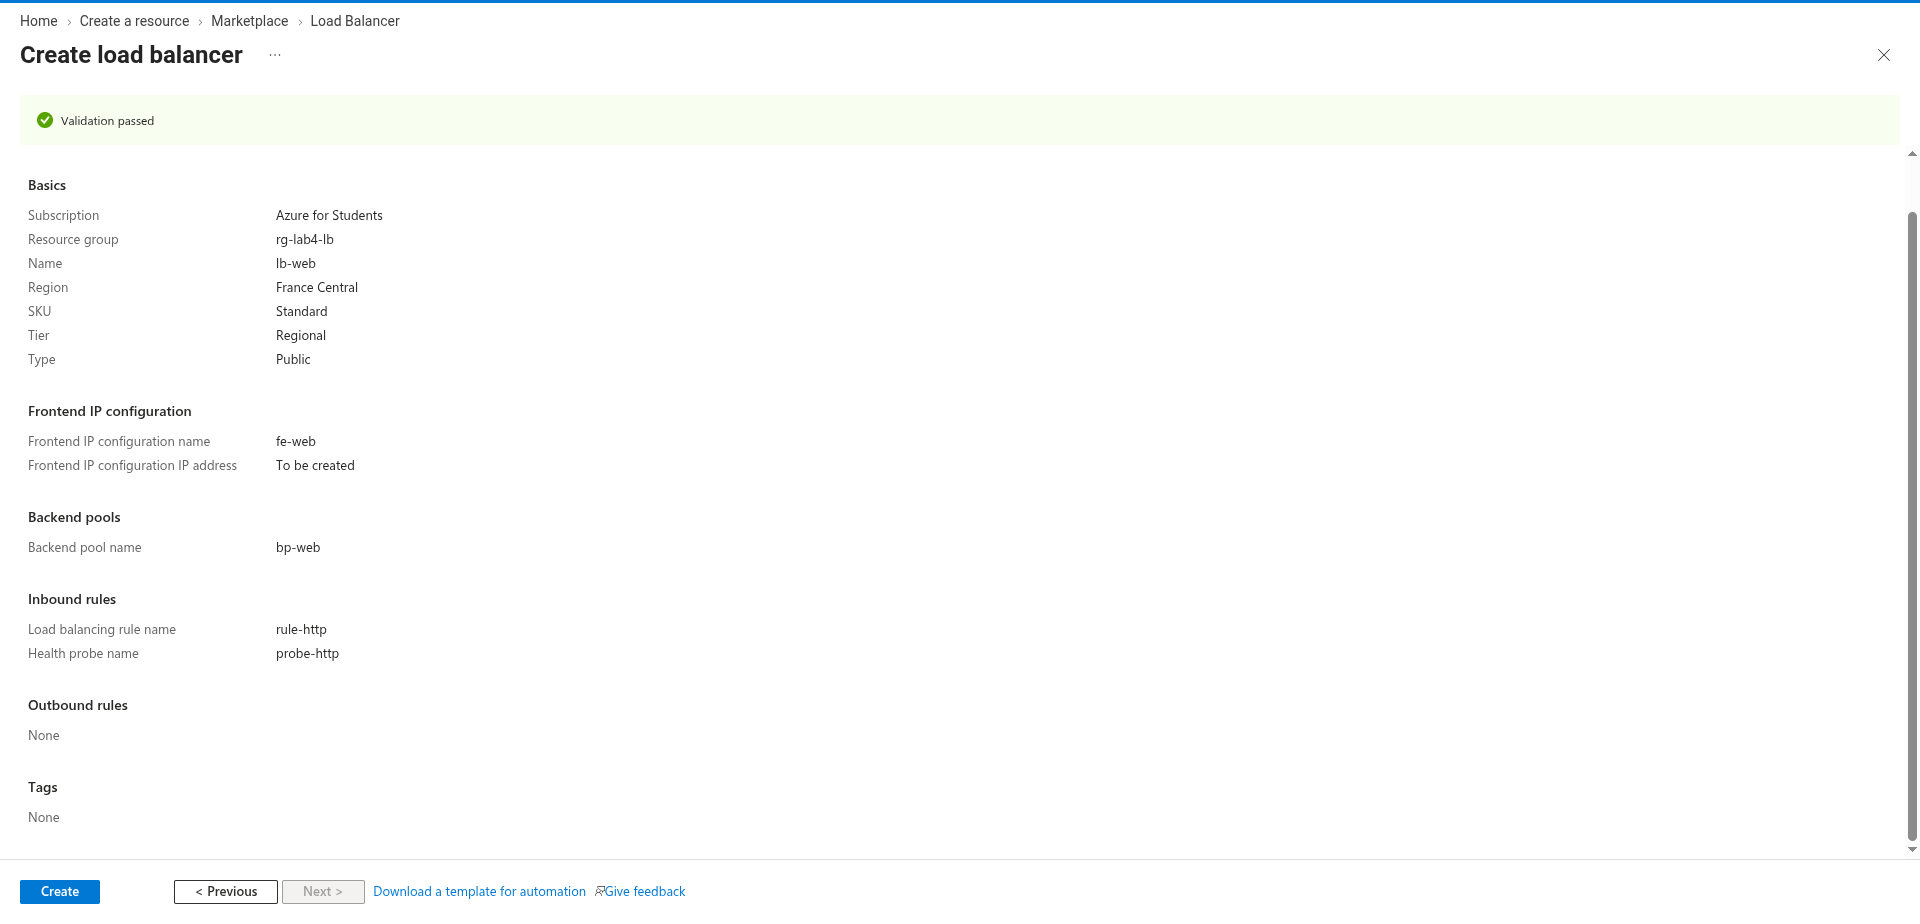 Home > Create a resource > Marketplace > Load Balancer
Create load balancer ...
Validation passed
Basics
Subscription Azure for Students
Resource group rg-lab4-lb
Name lb-web
Region France Central
SKU Standard
Tier Regional
Type Public
Frontend IP configuration
Frontend IP configuration name fe-web
Frontend IP configuration IP address To be created
Backend pools
Backend pool name bp-web
Inbound rules
Load balancing rule name rule-http
Health probe name probe-http
Outbound rules
None
Tags
None
Create < Previous Next > Download a template for automation Give feedback